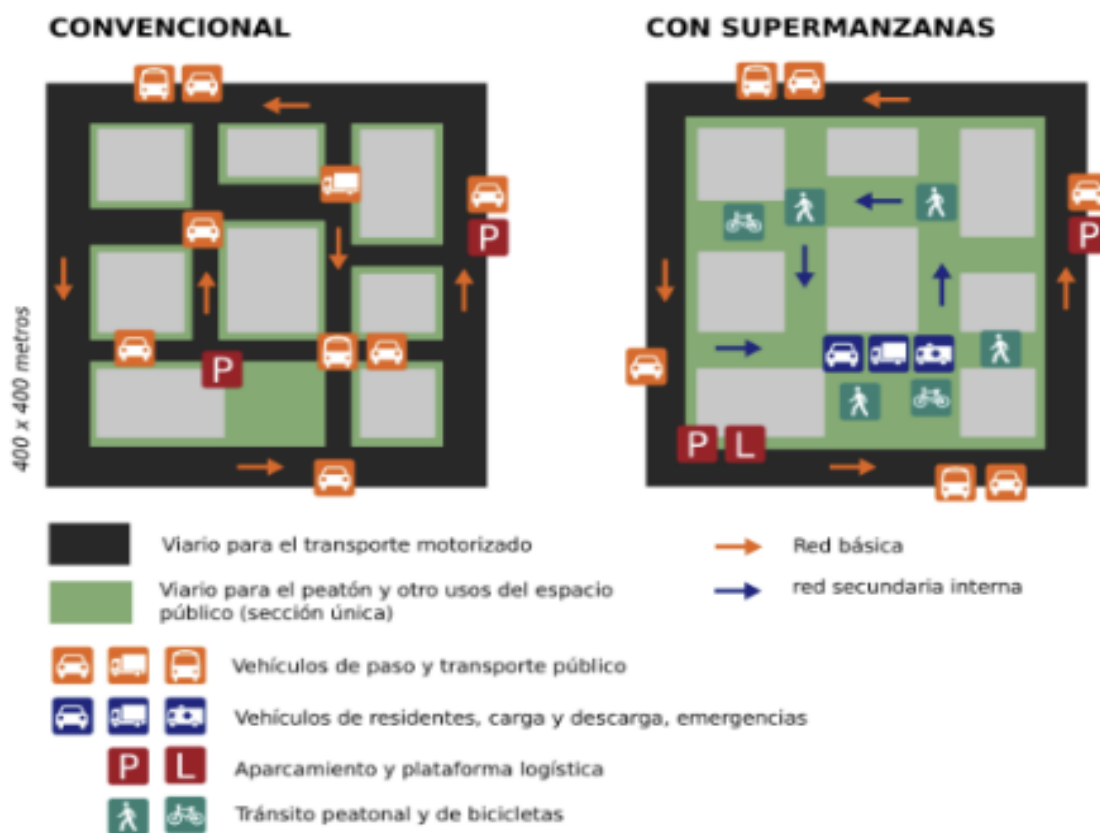 CONVENCIONAL
CON SUPERMANZANAS
P
P
P
P
L
400 x 400 metros
Viario para el transporte motorizado
Red básica
Viario para el peatón y otro usos del espacio
público (sección única)
red secundaria interna
Vehículos de paso y transporte público
Vehículos de residentes, carga y descarga, emergencias
P
L
Aparcamiento y plataforma logística
Tránsito peatonal y de bicicletas